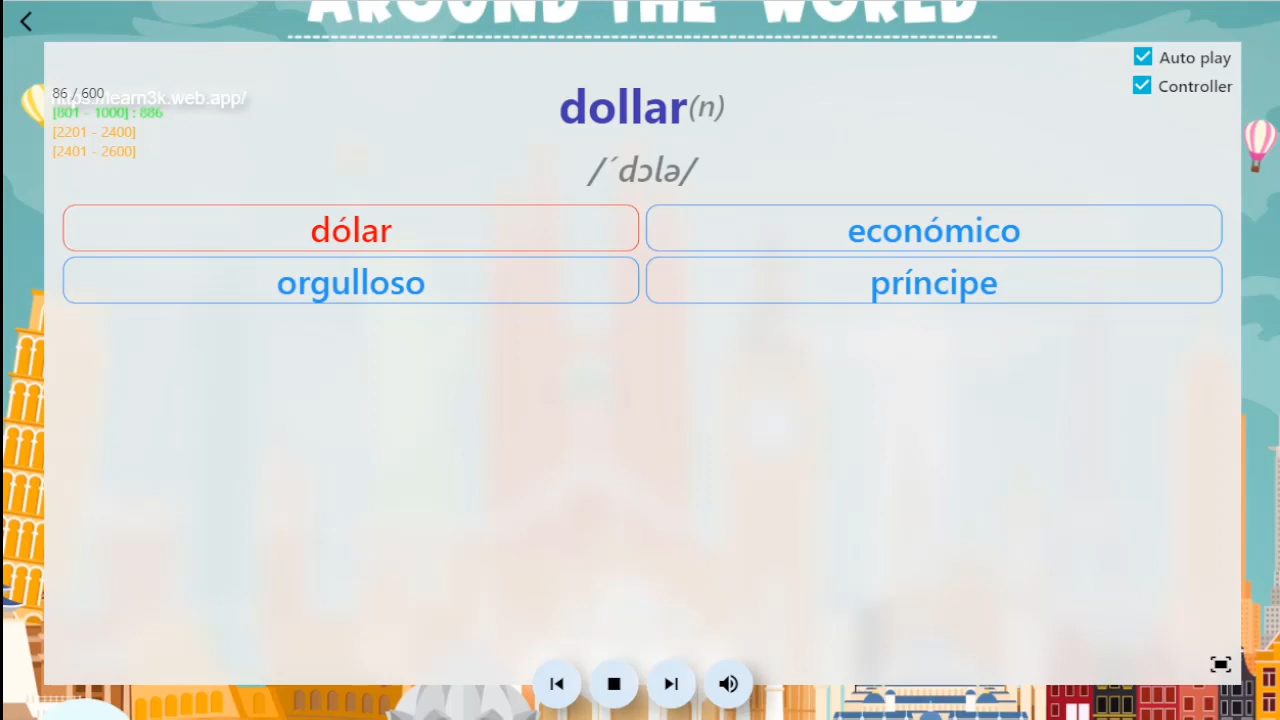 AROUND THE WORLD
Auto play
Controller
86 / 600
https://learn3k.web.app/
[801 - 1000] : 886
[2201 - 2400]
[2401 - 2600]
dollar(n)
/´dɔlə/
dólar
económico
orgulloso
príncipe